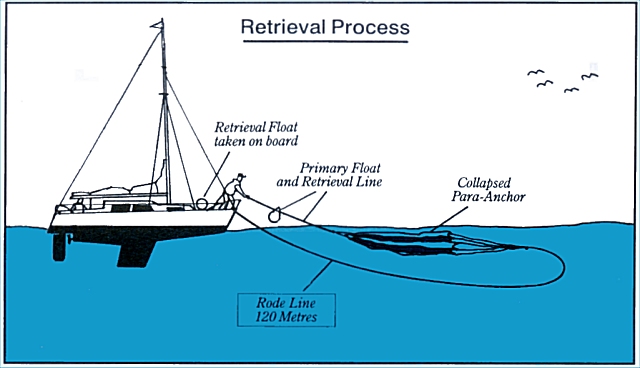 Retrieval Process
Retrieval Float
taken on board
Primary Float
and Retrieval Line
Collapsed
Para-Anchor
Rode Line
120 Metres